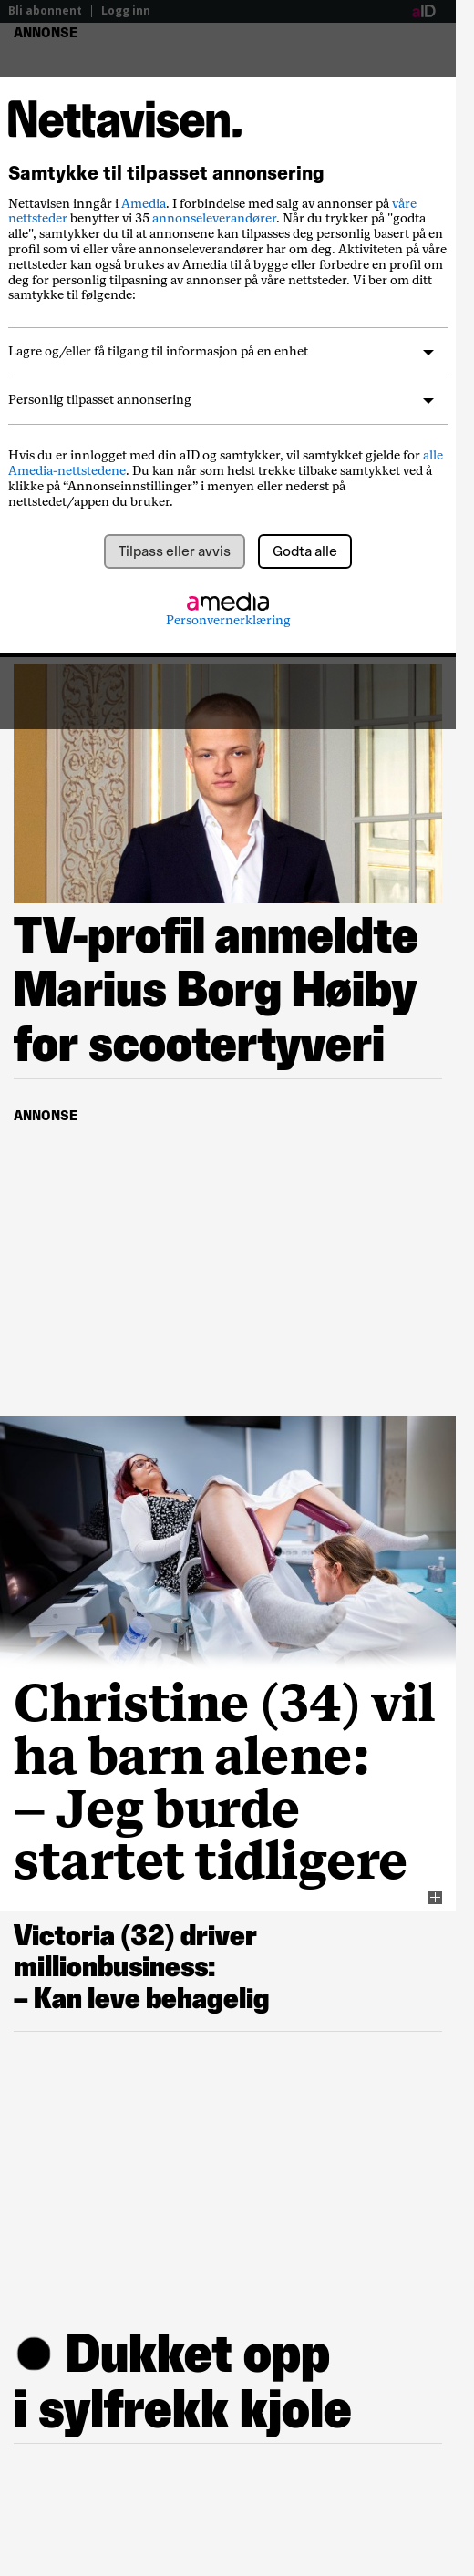 Bli abonnent
Logg inn
aID
ANNONSE
Nettavisen.
Samtykke til tilpasset annonsering
Nettavisen inngår i Amedia. I forbindelse med salg av annonser på våre
nettsteder benytter vi 35 annonseleverandører. Når du trykker på "godta
alle", samtykker du til at annonsene kan tilpasses deg personlig basert på en
profil som vi eller våre annonseleverandører har om deg. Aktiviteten på våre
nettsteder kan også brukes av Amedia til å bygge eller forbedre en profil om
deg for personlig tilpasning av annonser på våre nettsteder. Vi ber om ditt
samtykke til følgende:
Lagre og/eller få tilgang til informasjon på en enhet
Personlig tilpasset annonsering
Hvis du er innlogget med din aID og samtykker, vil samtykket gjelde for alle
Amedia-nettstedene. Du kan når som helst trekke tilbake samtykket ved å
klikke på “Annonseinnstillinger” i menyen eller nederst på
nettstedet/appen du bruker.
Tilpass eller avvis
Godta alle
amedia
Personvernerklæring
TV-profil anmeldte
Marius Borg Høiby
for scootertyveri
ANNONSE
Christine (34) vil
ha barn alene:
– Jeg burde
startet tidligere
Victoria (32) driver
millionbusiness:
– Kan leve behagelig
● Dukket opp
i sylfrekk kjole